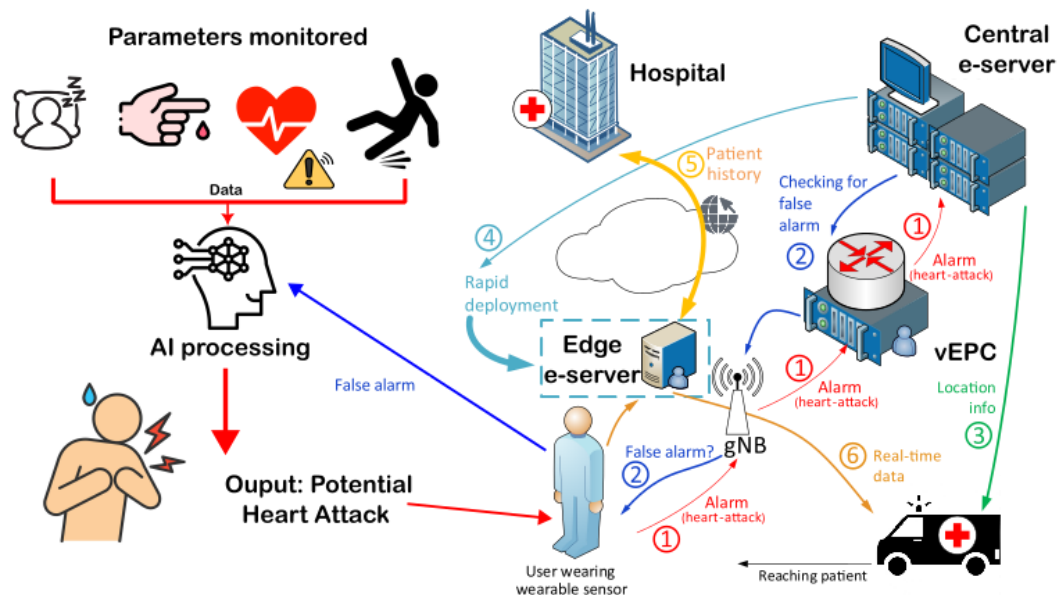 Parameters monitored
zz
z
Data
AI processing
Ouput: Potential
Heart Attack
False alarm
Hospital
5 Patient
history
Central
e-server
Checking for
false
alarm
2
1
Alarm
(heart-attack)
4
Rapid
deployment
Edge
e-server
vEPC
1
Alarm
(heart-attack)
gNB
Location
info
3
False alarm?
2
6 Real-time
data
Alarm
(heart-attack)
1
User wearing
wearable sensor
Reaching patient